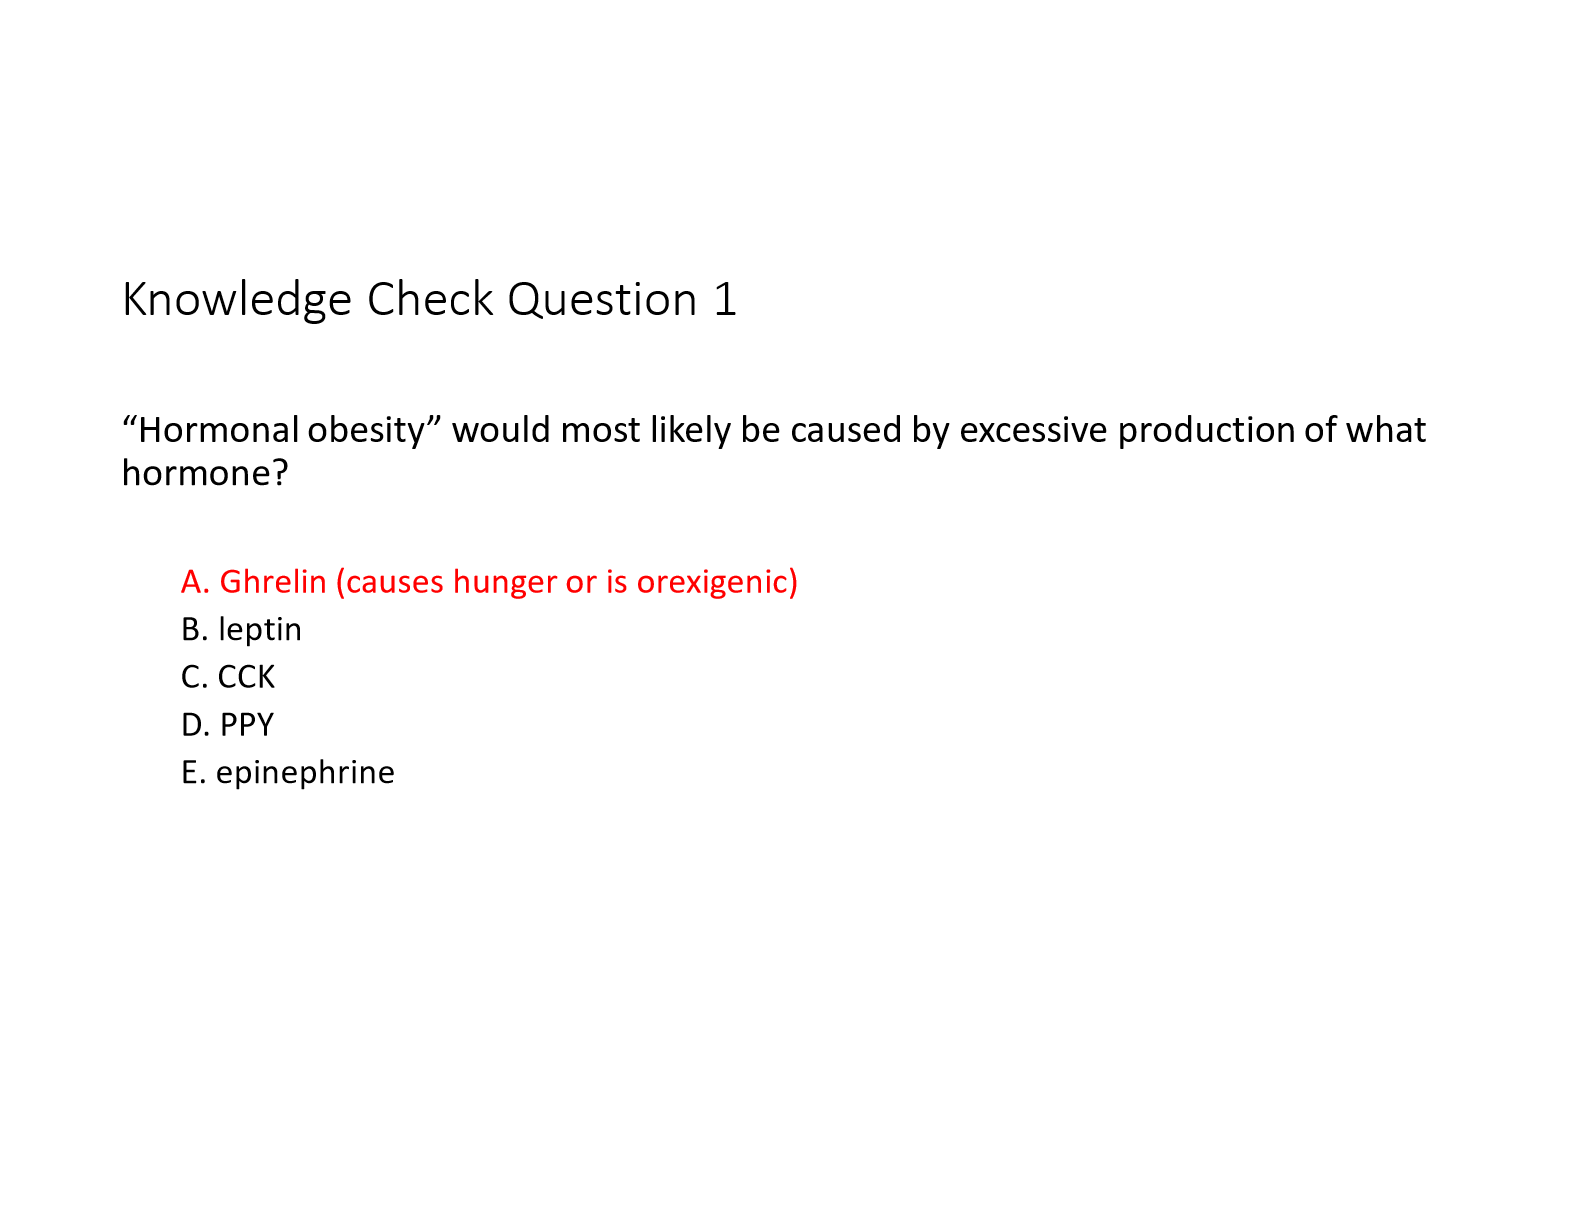 Knowledge Check Question 1
“Hormonal obesity” would most likely be caused by excessive production of what
hormone?
A. Ghrelin (causes hunger or is orexigenic)
B. leptin
C. CCK
D. PPY
E. epinephrine